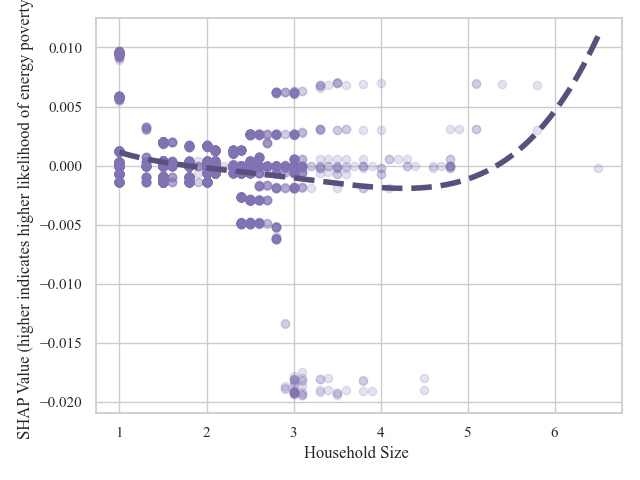 SHAP Value (higher indicates higher likelihood of energy poverty
0.010
0.005
0.000
−0.005
−0.010
−0.015
−0.020
1 2 3 4 5 6
Household Size